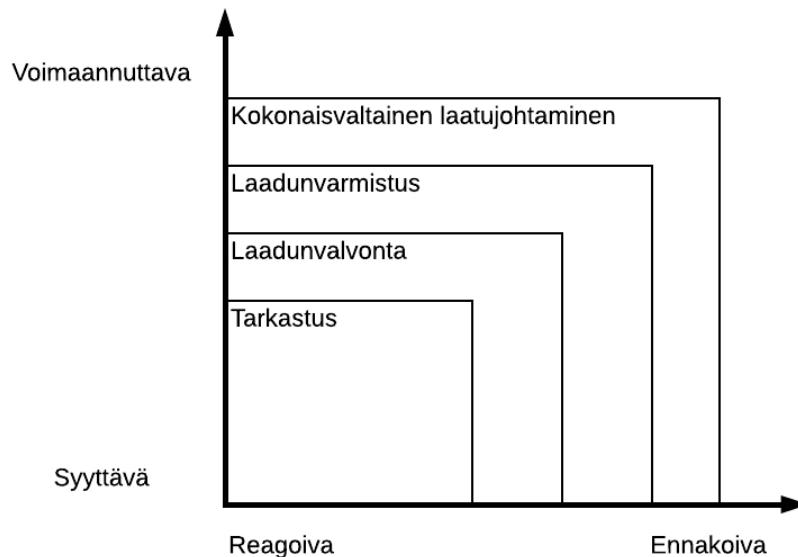 Voimaannuttava
Kokonaisvaltainen laatujohtaminen
Laadunvarmistus
Laadunvalvonta
Tarkastus
Syyttävä
Reagoiva
Ennakoiva